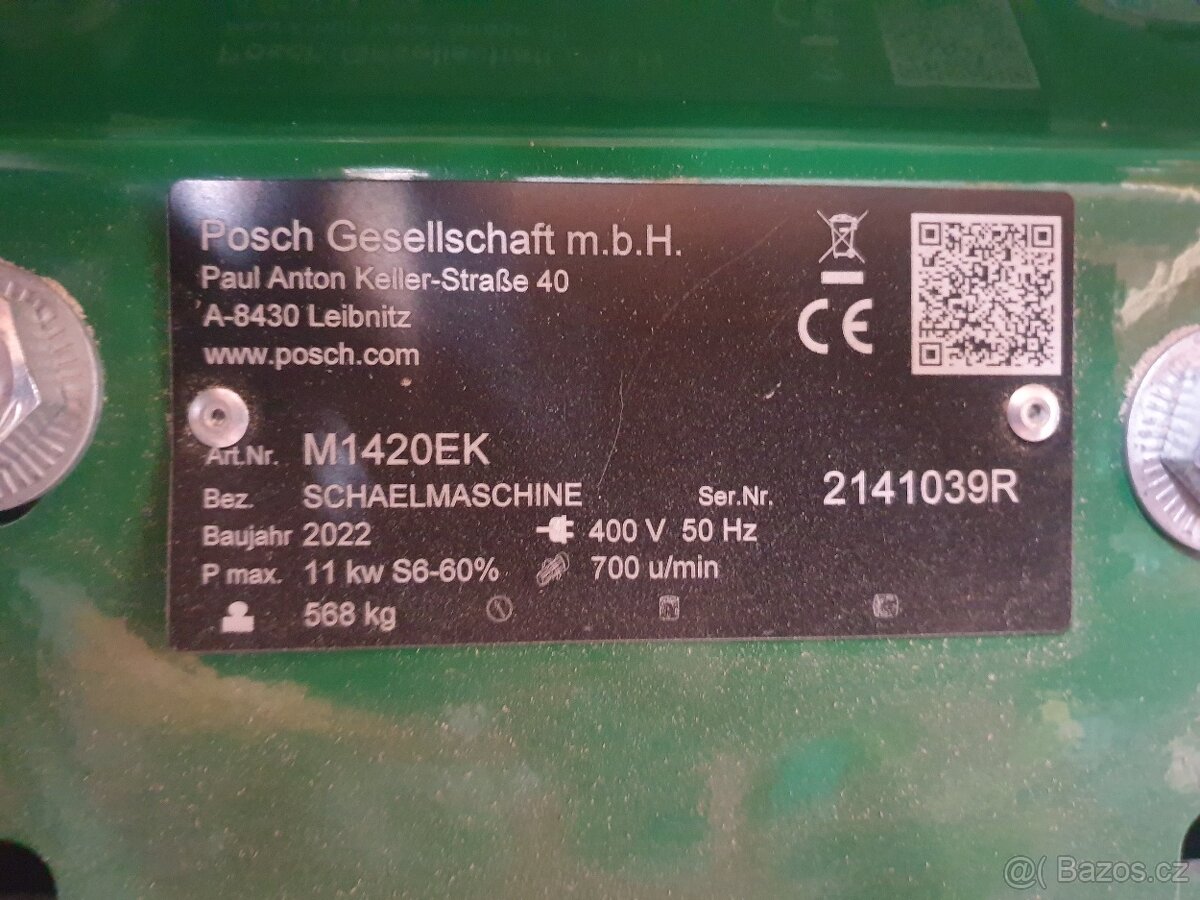 Posch Gesellschaft m.b.H.
Paul Anton Keller-Straße 40
A-8430 Leibnitz
www.posch.com
CE
Art.Nr. M1420EK
Bez. SCHAELMASCHINE Ser.Nr. 2141039R
Baujahr 2022 400 V 50 Hz
P max. 11 kw S6-60% 700 u/min
568 kg
@ Bazos.cz